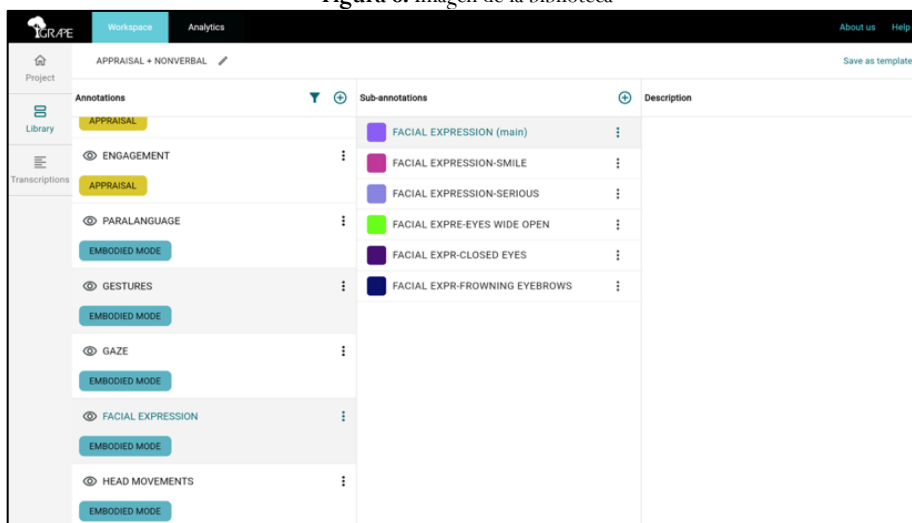 Figura 6. Imagen de la biblioteca
GRAPE
Workspace
Analytics
About us
Help
Project
Library
Transcriptions
APPRAISAL + NONVERBAL
Save as template
Annotations
APPRAISAL
ENGAGEMENT
APPRAISAL
PARALANGUAGE
EMBODIED MODE
GESTURES
EMBODIED MODE
GAZE
EMBODIED MODE
FACIAL EXPRESSION
EMBODIED MODE
HEAD MOVEMENTS
EMBODIED MODE
Sub-annotations
FACIAL EXPRESSION (main)
FACIAL EXPRESSION-SMILE
FACIAL EXPRESSION-SERIOUS
FACIAL EXPRE-EYES WIDE OPEN
FACIAL EXPR-CLOSED EYES
FACIAL EXPR-FROWNING EYEBROWS
Description